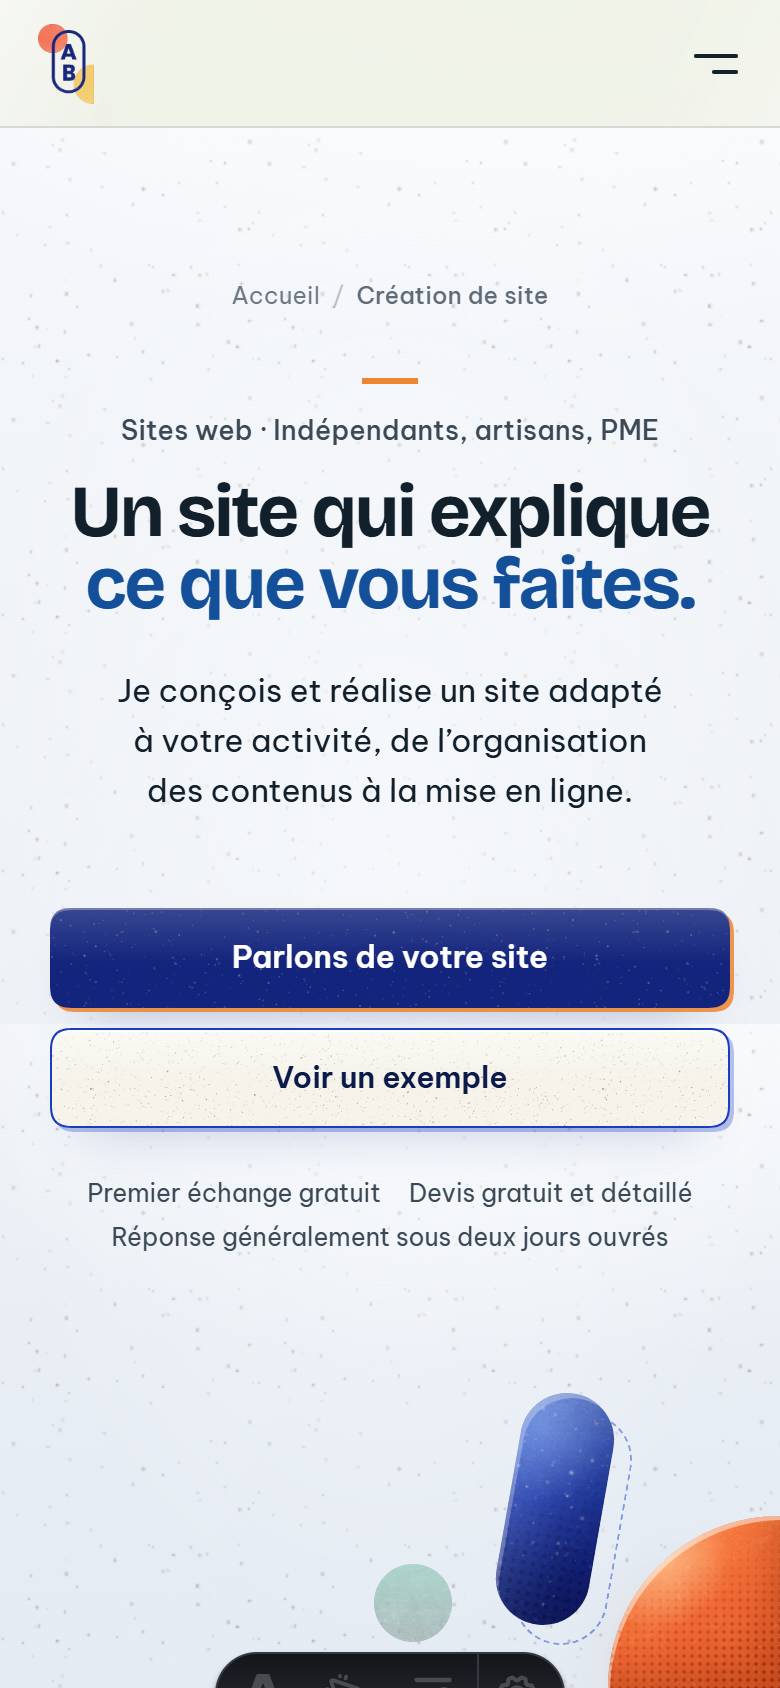 A
B
Accueil / Création de site
Sites web · Indépendants, artisans, PME
Un site qui explique
ce que vous faites.
Je conçois et réalise un site adapté
à votre activité, de l’organisation
des contenus à la mise en ligne.
Parlons de votre site
Voir un exemple
Premier échange gratuit Devis gratuit et détaillé
Réponse généralement sous deux jours ouvrés